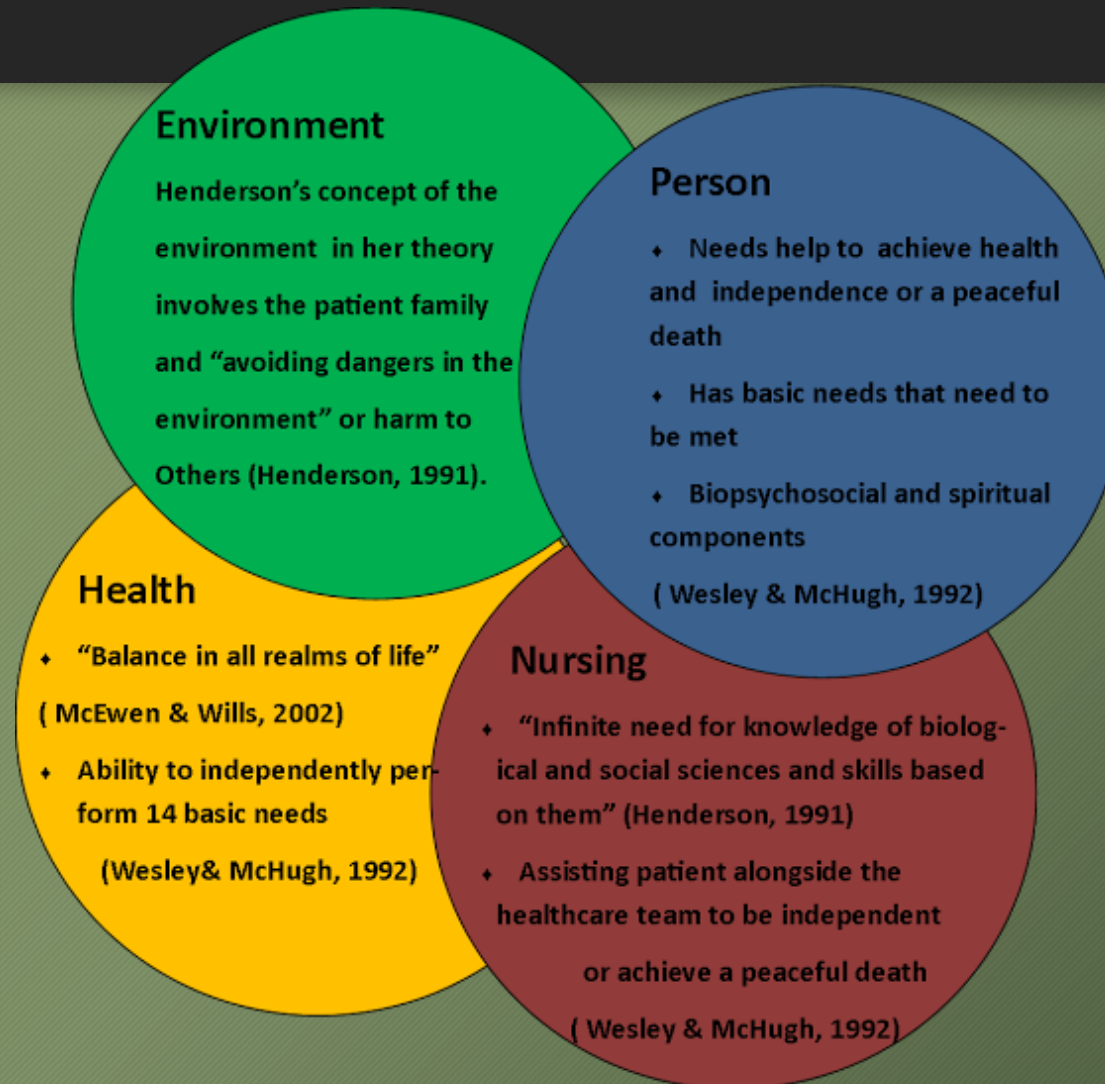 Environment
Henderson’s concept of the
environment in her theory
involves the patient family
and “avoiding dangers in the
environment” or harm to
Others (Henderson, 1991).
Person
⬧ Needs help to achieve health
and independence or a peaceful
death
⬧ Has basic needs that need to
be met
⬧ Biopsychosocial and spiritual
components
( Wesley & McHugh, 1992)
Health
⬧ “Balance in all realms of life”
( McEwen & Wills, 2002)
⬧ Ability to independently per-
form 14 basic needs
(Wesley& McHugh, 1992)
Nursing
⬧ “Infinite need for knowledge of biolog-
ical and social sciences and skills based
on them” (Henderson, 1991)
⬧ Assisting patient alongside the
healthcare team to be independent
or achieve a peaceful death
( Wesley & McHugh, 1992)